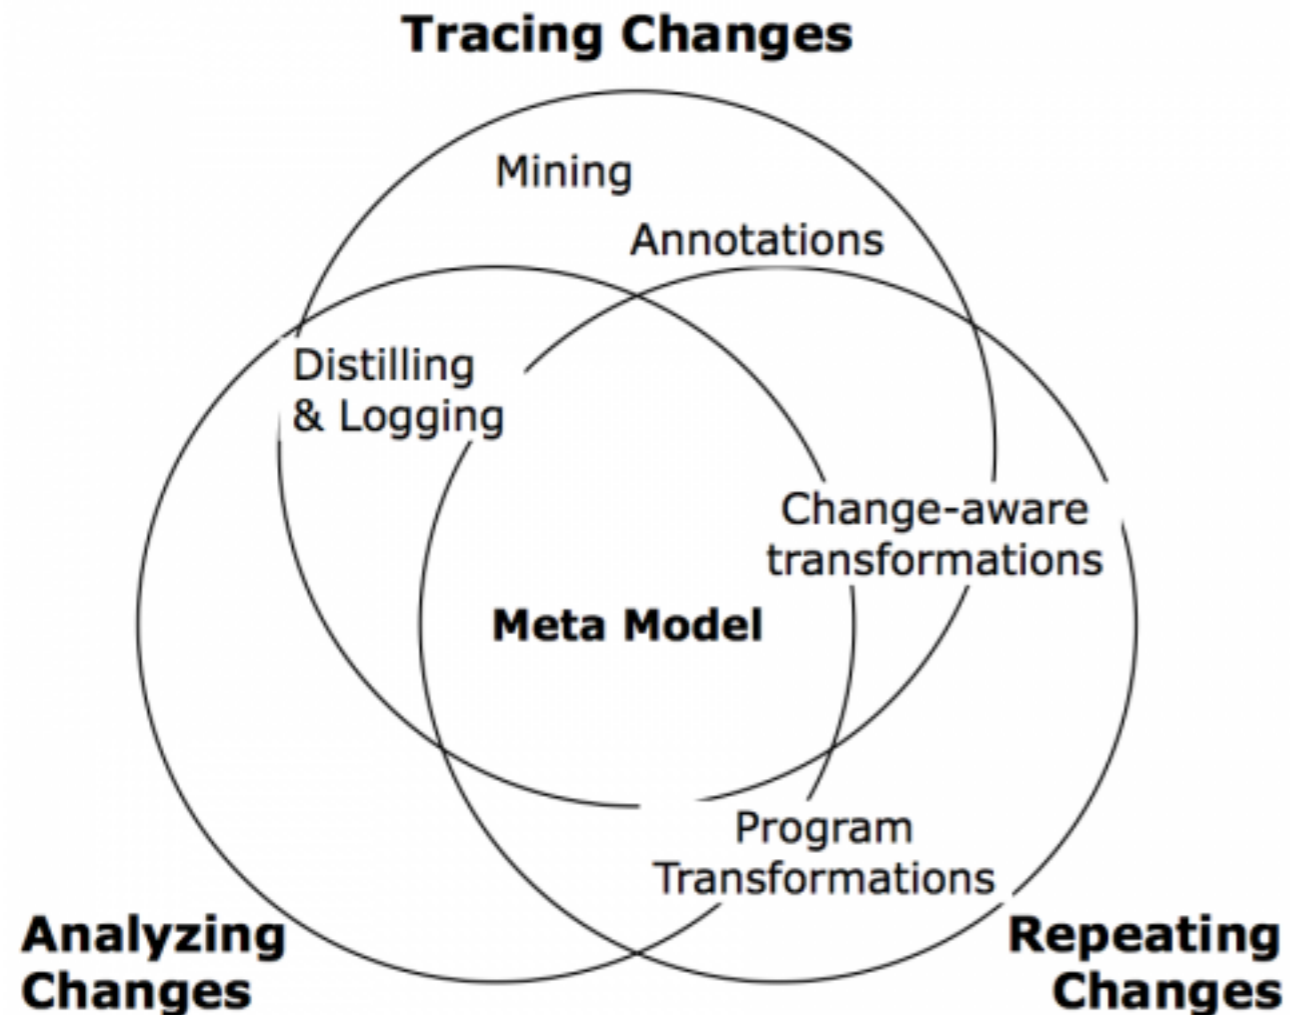 Tracing Changes
Mining
Annotations
Distilling
& Logging
Change-aware
transformations
Meta Model
Program
Transformations
Analyzing
Changes
Repeating
Changes